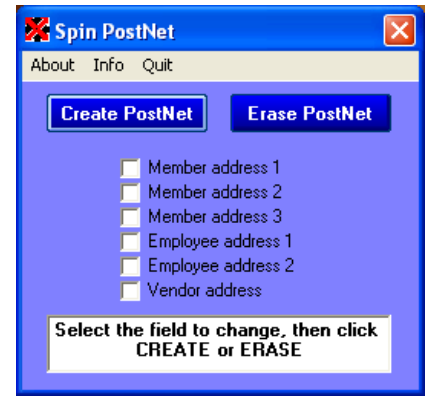 Spin PostNet
About Info Quit
Create PostNet Erase PostNet
Member address 1
Member address 2
Member address 3
Employee address 1
Employee address 2
Vendor address
Select the field to change, then click
CREATE or ERASE